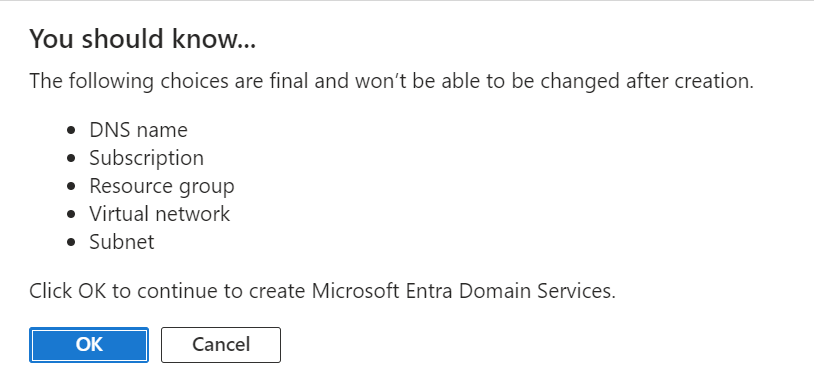 You should know...
The following choices are final and won’t be able to be changed after creation.
DNS name
Subscription
Resource group
Virtual network
Subnet
Click OK to continue to create Microsoft Entra Domain Services.
OK
Cancel